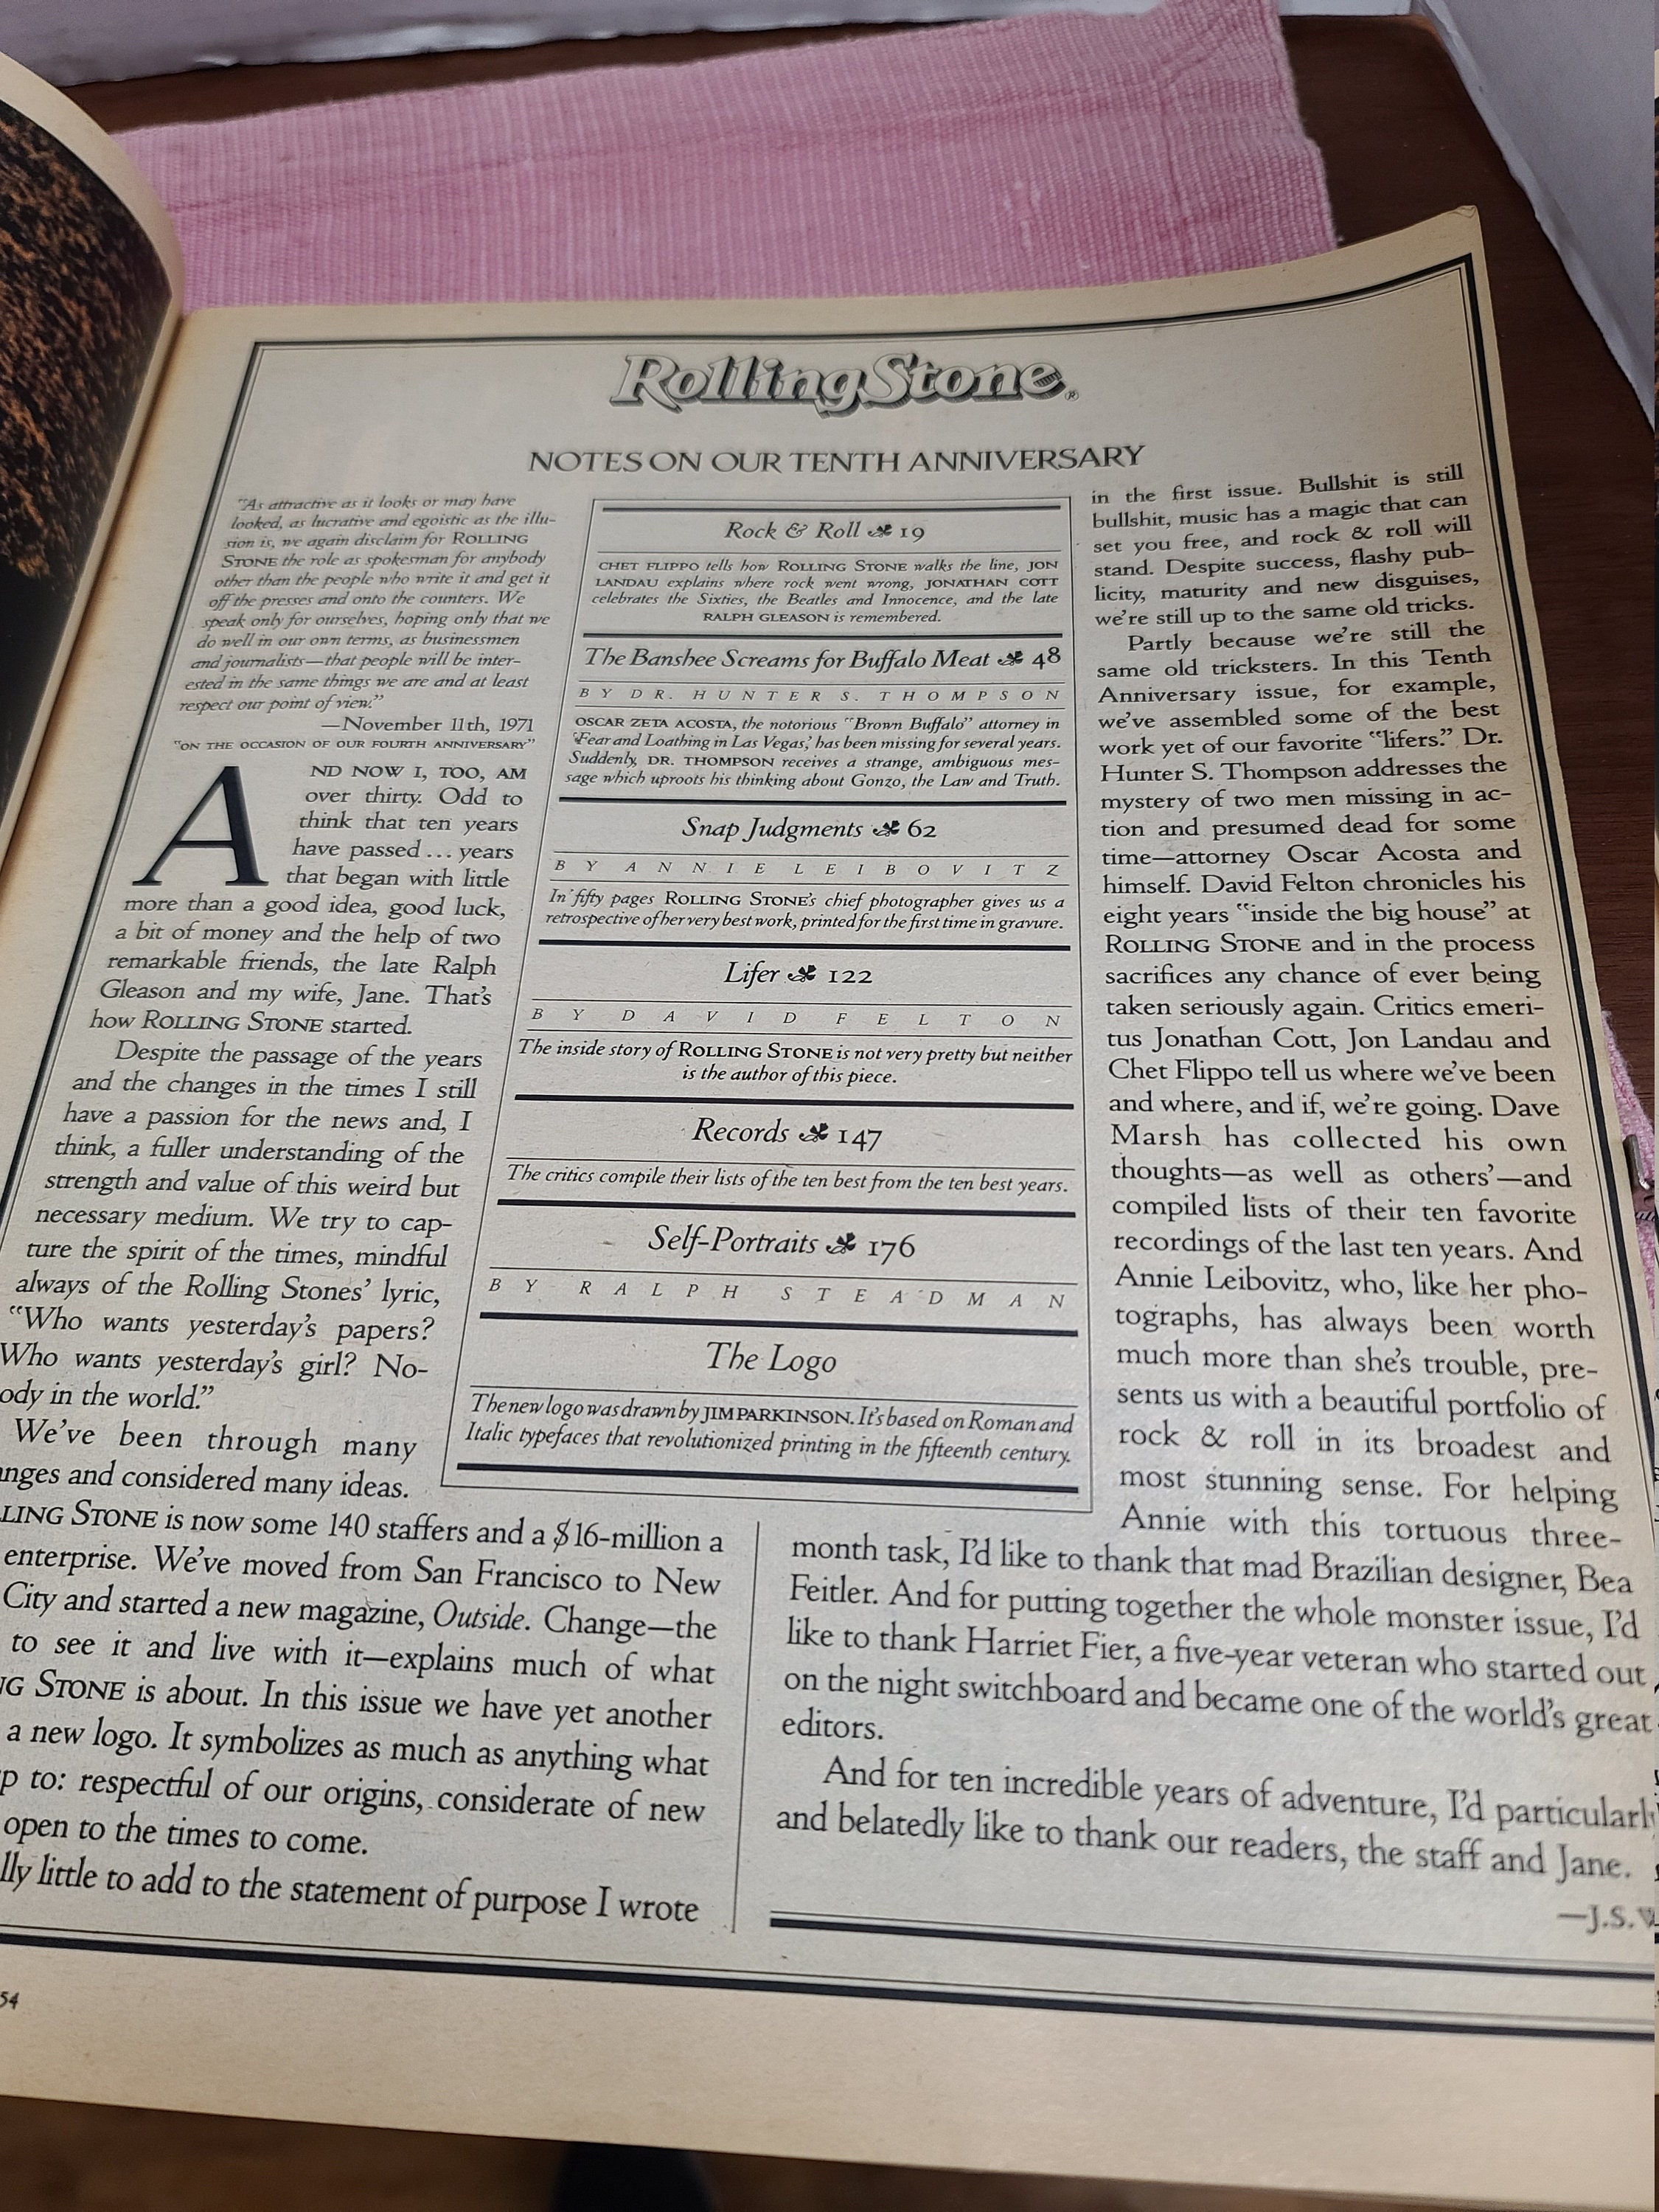 RollingStone®
NOTES ON OUR TENTH ANNIVERSARY
"As attractive as it looks or may have
looked, as lucrative and egoistic as the illu-
sion is, we again disclaim for ROLLING
STONE the role as spokesman for anybody
other than the people who write it and get it
off the presses and onto the counters. We
speak only for ourselves, hoping only that we
do well in our own terms, as businessmen
and journalists—that people will be inter-
ested in the same things we are and at least
respect our point of view."
—November 11th, 1971
"ON THE OCCASION OF OUR FOURTH ANNIVERSARY"
AND NOW I, TOO, AM
over thirty. Odd to
think that ten years
have passed ... years
that began with little
more than a good idea, good luck,
a bit of money and the help of two
remarkable friends, the late Ralph
Gleason and my wife, Jane. That's
how ROLLING STONE started.
Despite the passage of the years
and the changes in the times I still
have a passion for the news and, I
think, a fuller understanding of the
strength and value of this weird but
necessary medium. We try to cap-
ture the spirit of the times, mindful
always of the Rolling Stones' lyric,
"Who wants yesterday's papers?
Who wants yesterday's girl? No-
ody in the world."
We've been through many
anges and considered many ideas.
LLING STONE is now some 140 staffers and a $16-million a
enterprise. We've moved from San Francisco to New
City and started a new magazine, Outside. Change—the
to see it and live with it—explains much of what
NG STONE is about. In this issue we have yet another
a new logo. It symbolizes as much as anything what
p to: respectful of our origins, considerate of new
open to the times to come.
lly little to add to the statement of purpose I wrote
Rock & Roll 19
CHET FLIPPO tells how ROLLING STONE walks the line, JON
LANDAU explains where rock went wrong, JONATHAN COTT
celebrates the Sixties, the Beatles and Innocence, and the late
RALPH GLEASON is remembered.
The Banshee Screams for Buffalo Meat 48
BY DR. HUNTER S. THOMPSON
OSCAR ZETA ACOSTA, the notorious "Brown Buffalo" attorney in
'Fear and Loathing in Las Vegas,' has been missing for several years.
Suddenly, DR. THOMPSON receives a strange, ambiguous mes-
sage which uproots his thinking about Gonzo, the Law and Truth.
Snap Judgments 62
BY ANNIE LEIBOVITZ
In fifty pages ROLLING STONE's chief photographer gives us a
retrospective of her very best work, printed for the first time in gravure.
Lifer 122
BY DAVID FELTON
The inside story of ROLLING STONE is not very pretty but neither
is the author of this piece.
Records 147
The critics compile their lists of the ten best from the ten best years.
Self-Portraits 176
BY RALPH STEADMAN
The Logo
The new logo was drawn by JIM PARKINSON. It's based on Roman and
Italic typefaces that revolutionized printing in the fifteenth century.
in the first issue. Bullshit is still
bullshit, music has a magic that can
set you free, and rock & roll will
stand. Despite success, flashy pub-
licity, maturity and new disguises,
we're still up to the same old tricks.
Partly because we're still the
same old tricksters. In this Tenth
Anniversary issue, for example,
we've assembled some of the best
work yet of our favorite "lifers." Dr.
Hunter S. Thompson addresses the
mystery of two men missing in ac-
tion and presumed dead for some
time—attorney Oscar Acosta and
himself. David Felton chronicles his
eight years "inside the big house" at
ROLLING STONE and in the process
sacrifices any chance of ever being
taken seriously again. Critics emeri-
tus Jonathan Cott, Jon Landau and
Chet Flippo tell us where we've been
and where, and if, we're going. Dave
Marsh has collected his own
thoughts—as well as others'—and
compiled lists of their ten favorite
recordings of the last ten years. And
Annie Leibovitz, who, like her pho-
tographs, has always been worth
much more than she's trouble, pre-
sents us with a beautiful portfolio of
rock & roll in its broadest and
most stunning sense. For helping
Annie with this tortuous three-
month task, I'd like to thank that mad Brazilian designer, Bea
Feitler. And for putting together the whole monster issue, I'd
like to thank Harriet Fier, a five-year veteran who started out
on the night switchboard and became one of the world's great
editors.
And for ten incredible years of adventure, I'd particularl
and belatedly like to thank our readers, the staff and Jane.
—J.S.W
54